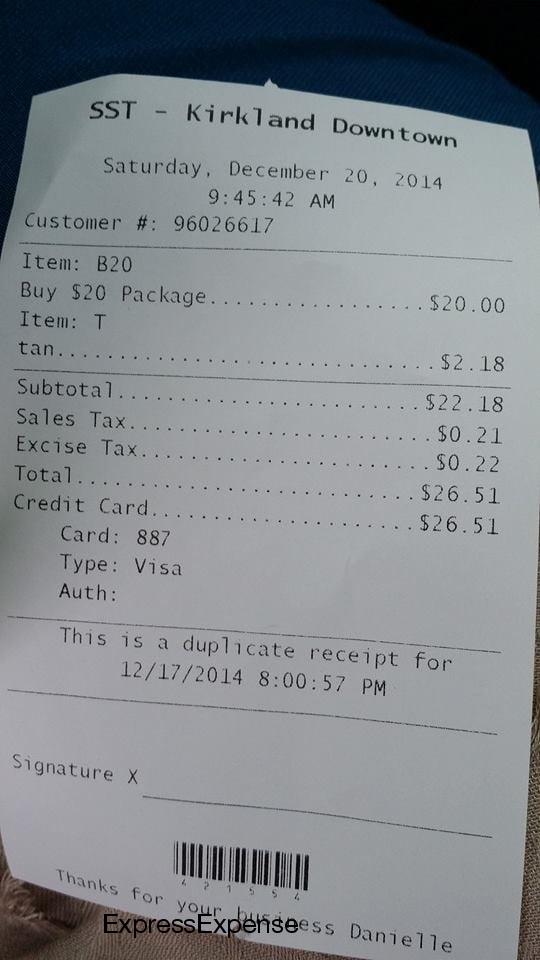 SST - Kirkland Downtown
Saturday, December 20, 2014
9:45:42 AM
Customer #: 96026617
Item: B20
Buy $20 Package.................$20.00
Item: T
tan..............................$2.18
Subtotal........................$22.18
Sales Tax........................$0.21
Excise Tax.......................$0.22
Total...........................$26.51
Credit Card.....................$26.51
Card: 887
Type: Visa
Auth:
This is a duplicate receipt for
12/17/2014 8:00:57 PM
Signature X
4 2 1 5 5 4
Thanks for your business Danielle
ExpressExpense